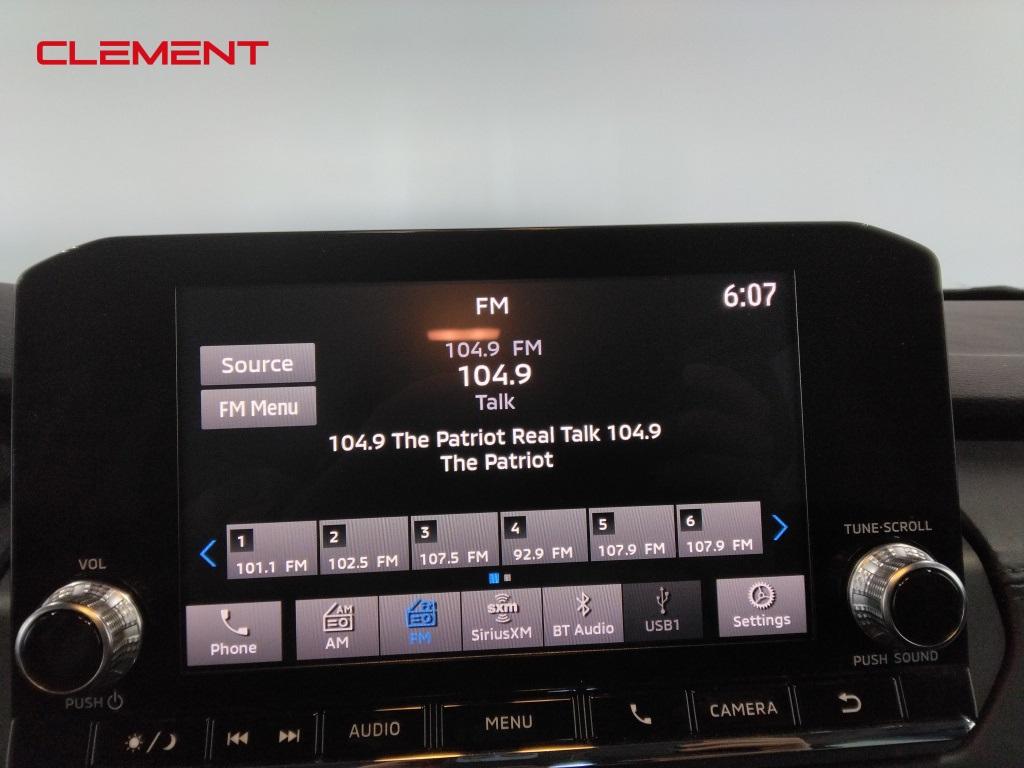 CLEMENT
FM
6:07
Source
FM Menu
104.9 FM
104.9
Talk
104.9 The Patriot Real Talk 104.9
The Patriot
1
101.1 FM
2
102.5 FM
3
107.5 FM
4
92.9 FM
5
107.9 FM
6
107.9 FM
VOL
TUNE·SCROLL
Phone
AM
AM
FM
FM
sxm
SiriusXM
BT Audio
USB1
Settings
PUSH
PUSH SOUND
AUDIO
MENU
CAMERA